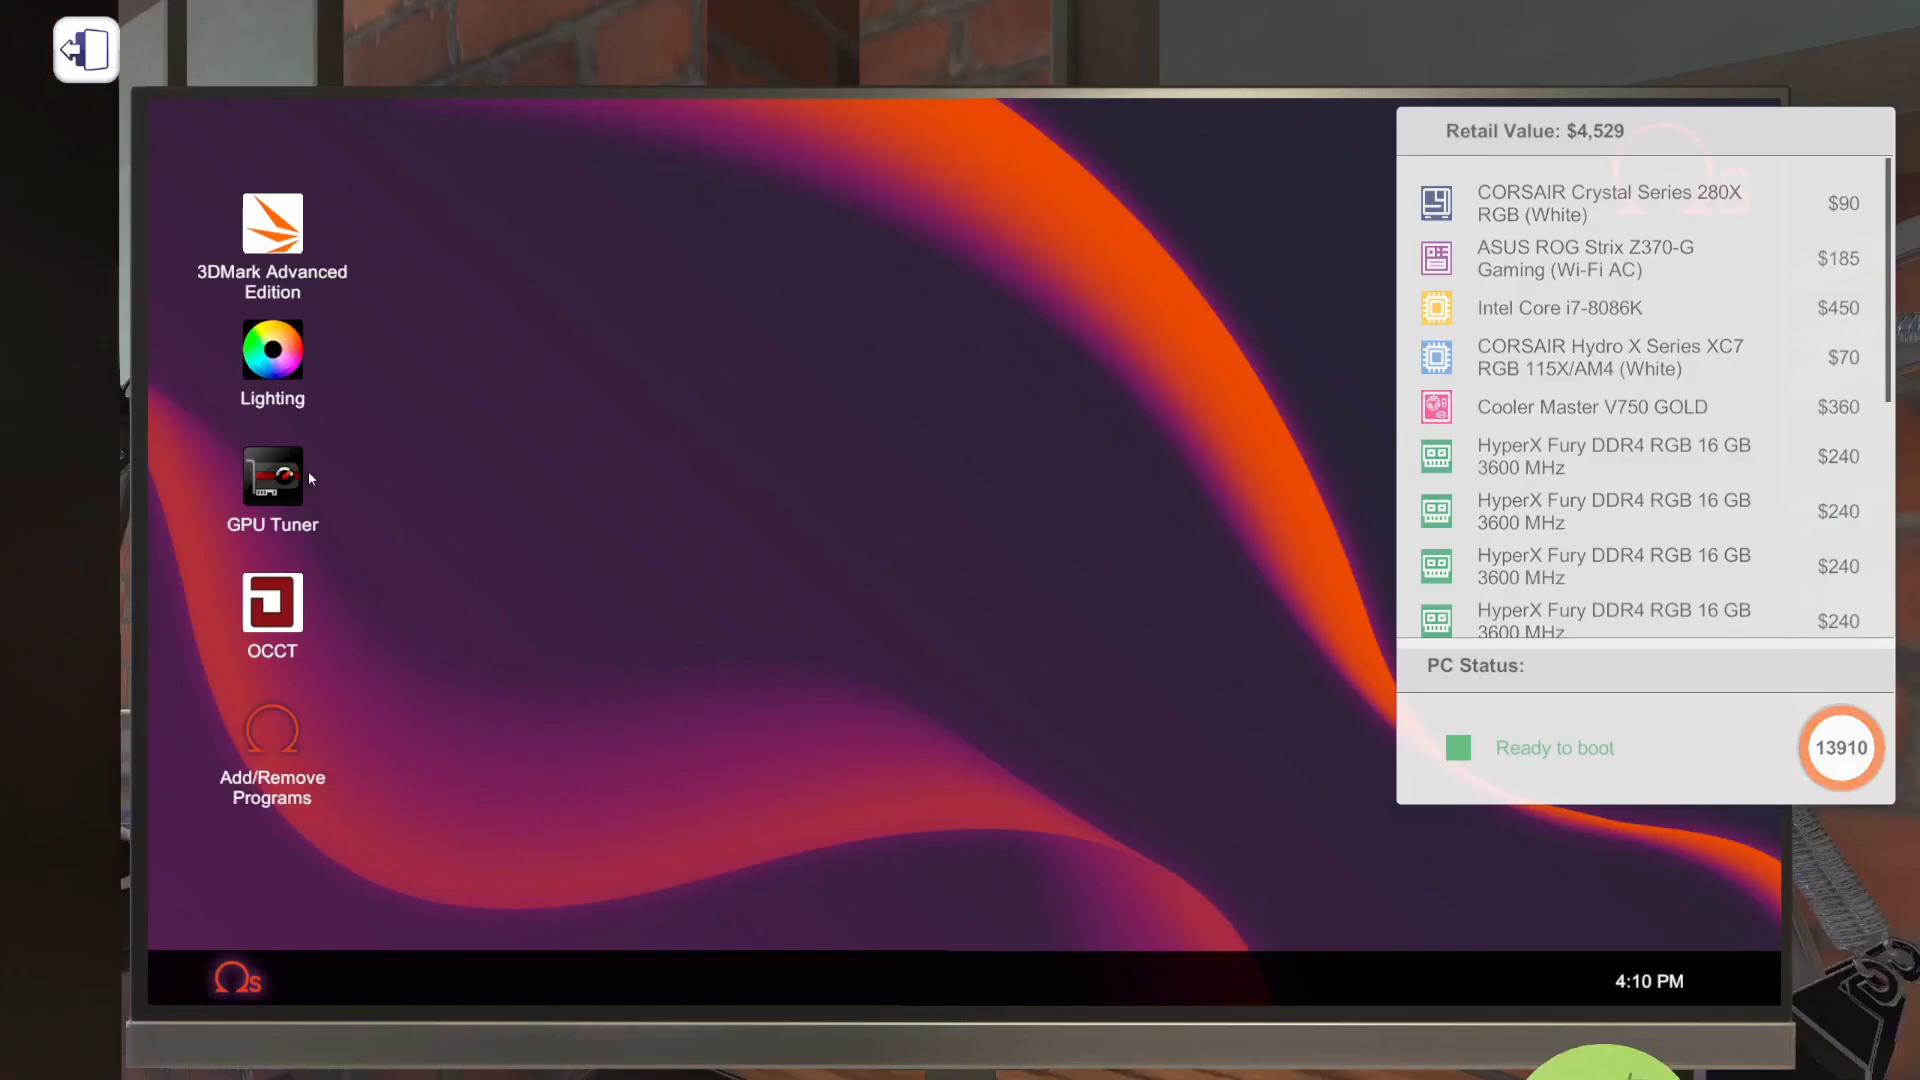 3DMark Advanced
Edition
Lighting
GPU Tuner
OCCT
Add/Remove
Programs
Ωs
4:10 PM
Retail Value: $4,529
CORSAIR Crystal Series 280X
RGB (White)
$90
ASUS ROG Strix Z370-G
Gaming (Wi-Fi AC)
$185
Intel Core i7-8086K
$450
CORSAIR Hydro X Series XC7
RGB 115X/AM4 (White)
$70
Cooler Master V750 GOLD
$360
HyperX Fury DDR4 RGB 16 GB
3600 MHz
$240
HyperX Fury DDR4 RGB 16 GB
3600 MHz
$240
HyperX Fury DDR4 RGB 16 GB
3600 MHz
$240
HyperX Fury DDR4 RGB 16 GB
3600 MHz
$240
PC Status:
Ready to boot
13910